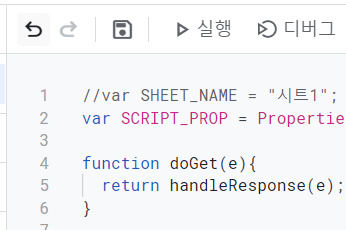 실행 디버그
1 //var SHEET_NAME = "시트1";
2 var SCRIPT_PROP = Propertie
3
4 function doGet(e){
5 return handleResponse(e);
6 }
7